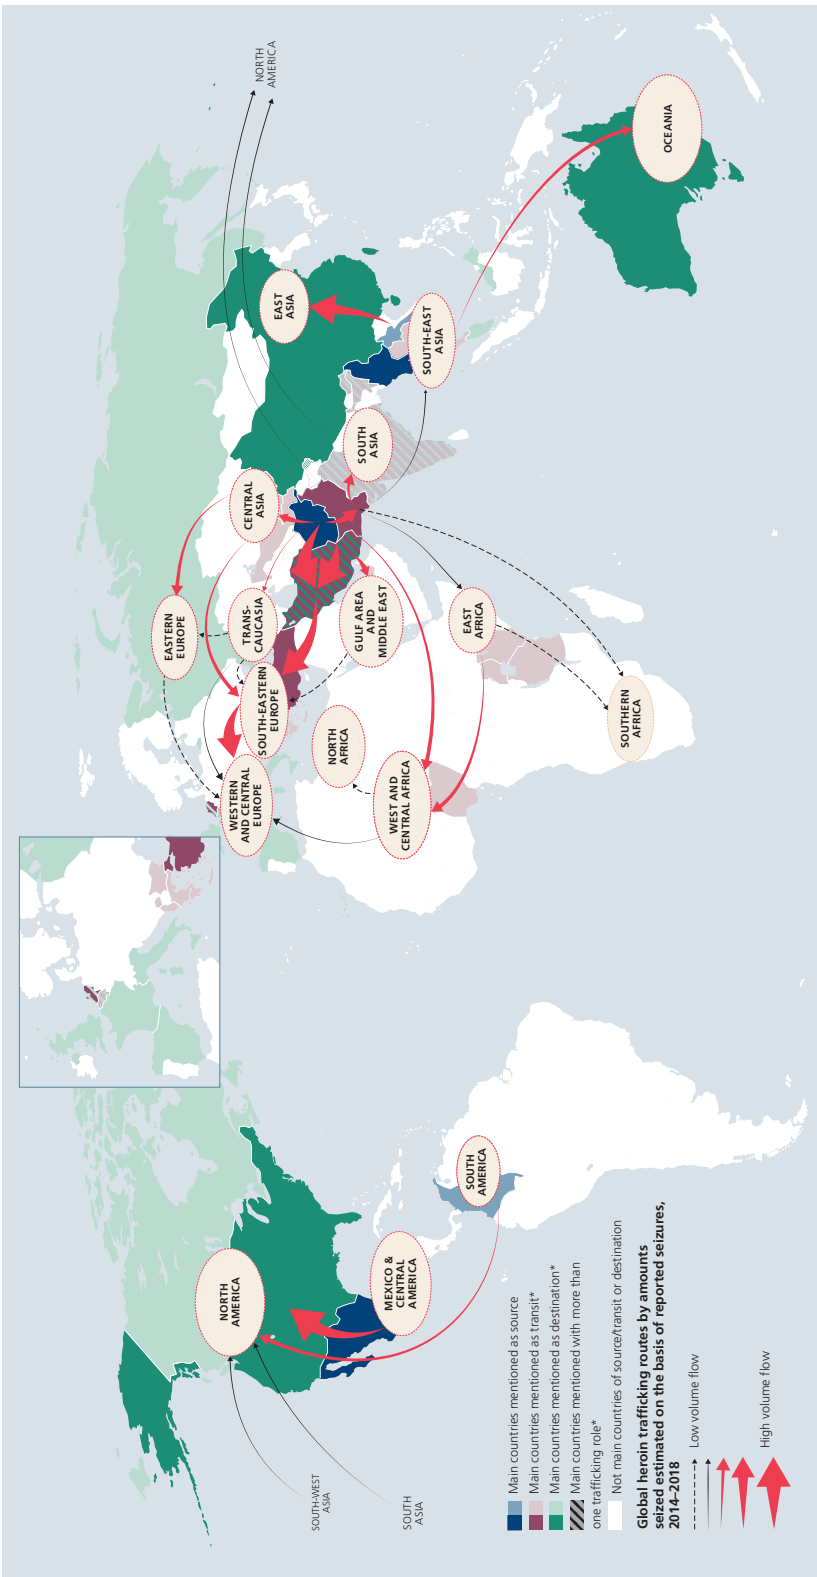 NORTH
AMERICA
SOUTH-WEST
ASIA
SOUTH
ASIA
NORTH
AMERICA
MEXICO &
CENTRAL
AMERICA
SOUTH
AMERICA
WESTERN
AND CENTRAL
EUROPE
EASTERN
EUROPE
SOUTH-EASTERN
EUROPE
TRANS-
CAUCASIA
CENTRAL
ASIA
GULF AREA
AND
MIDDLE EAST
NORTH
AFRICA
WEST AND
CENTRAL AFRICA
EAST
AFRICA
SOUTHERN
AFRICA
SOUTH
ASIA
EAST
ASIA
SOUTH-EAST
ASIA
OCEANIA
Main countries mentioned as source
Main countries mentioned as transit*
Main countries mentioned as destination*
Main countries mentioned with more than
one trafficking role*
Not main countries of source/transit or destination
Global heroin trafficking routes by amounts
seized estimated on the basis of reported seizures,
2014–2018
Low volume flow
High volume flow